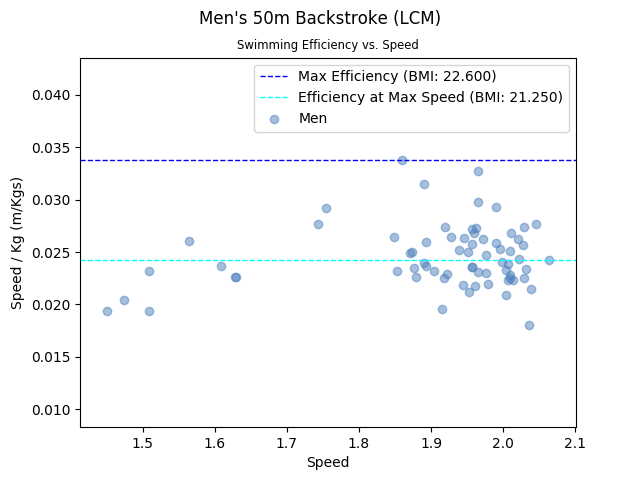 Men's 50m Backstroke (LCM)
Swimming Efficiency vs. Speed
Max Efficiency (BMI: 22.600)
Efficiency at Max Speed (BMI: 21.250)
Men
Speed / Kg (m/Kgs)
0.040
0.035
0.030
0.025
0.020
0.015
0.010
1.5 1.6 1.7 1.8 1.9 2.0 2.1
Speed